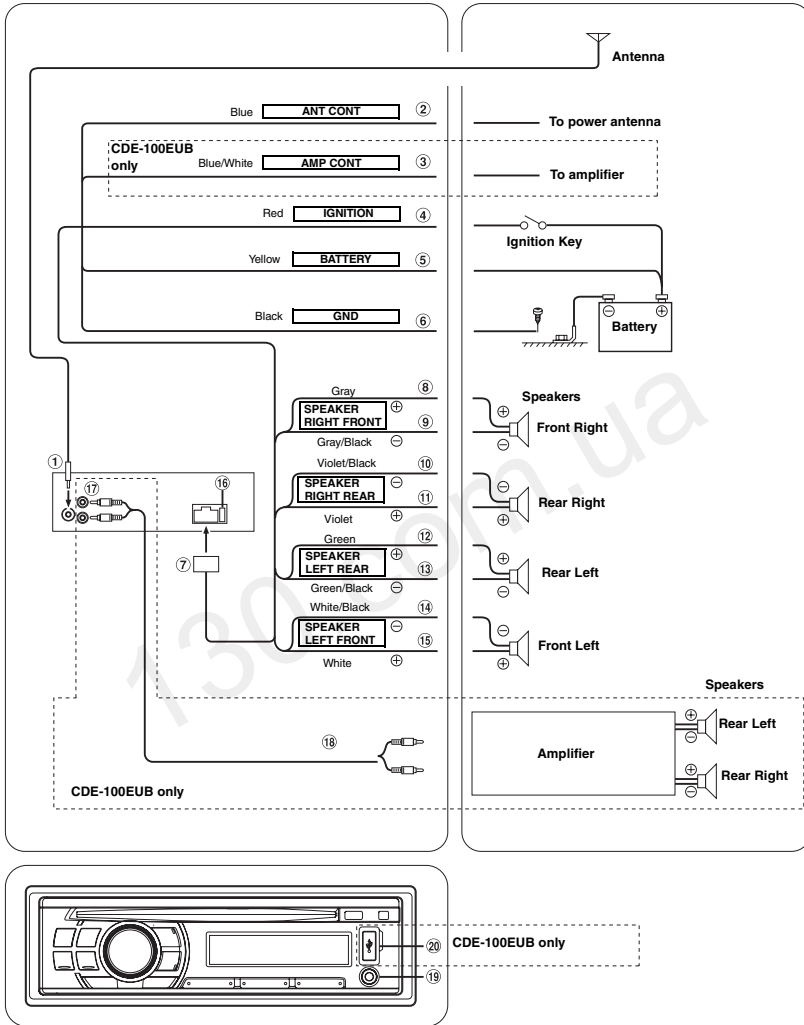 Antenna
Blue ANT CONT ②
To power antenna
CDE-100EUB
only
Blue/White AMP CONT ③
To amplifier
Red IGNITION ④
Ignition Key
Yellow BATTERY ⑤
Black GND ⑥
⊖ ⊕
Battery
Speakers
Gray ⑧
SPEAKER
RIGHT FRONT ⊕ ⑨
Gray/Black ⊖
⊕ Front Right
⊖
Violet/Black ⑩
SPEAKER
RIGHT REAR ⊖ ⑪
Violet ⊕
⊖ Rear Right
⊕
① ⑰ ⑯
⑦
Green ⑫
SPEAKER
LEFT REAR ⊕ ⑬
Green/Black ⊖
⊕ Rear Left
⊖
White/Black ⑭
SPEAKER
LEFT FRONT ⊖ ⑮
White ⊕
⊖ Front Left
⊕
Speakers
⑱
Amplifier
⊕ Rear Left
⊖
⊕ Rear Right
⊖
CDE-100EUB only
⑳ CDE-100EUB only
⑲
130.com.ua